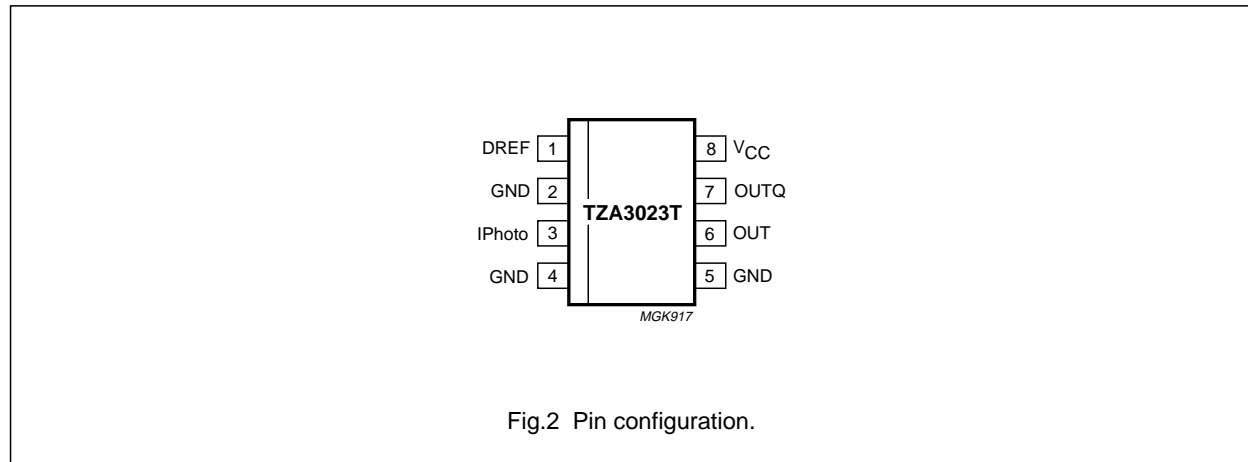 DREF 1
GND 2
IPhoto 3
GND 4
TZA3023T
8 VCC
7 OUTQ
6 OUT
5 GND
MGK917
Fig.2 Pin configuration.